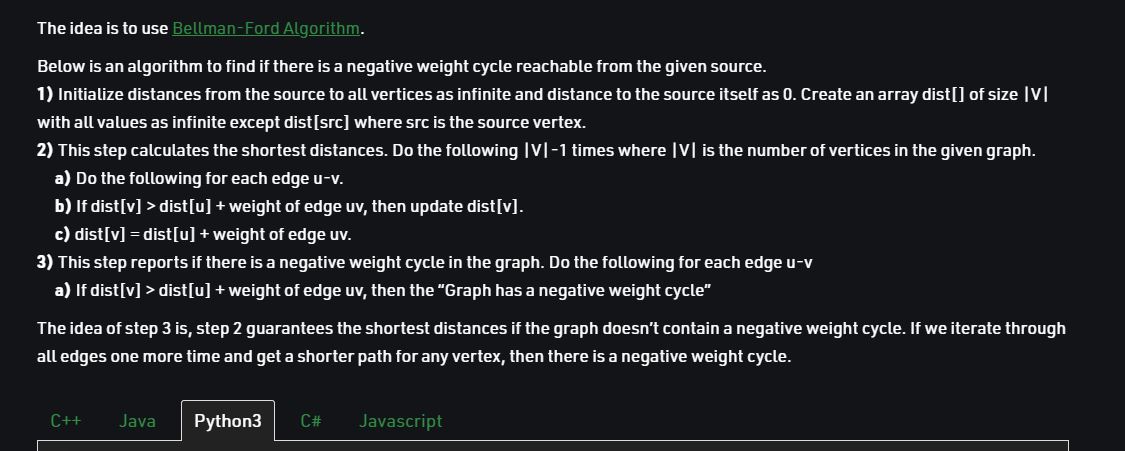 The idea is to use Bellman-Ford Algorithm.
Below is an algorithm to find if there is a negative weight cycle reachable from the given source.
1) Initialize distances from the source to all vertices as infinite and distance to the source itself as 0. Create an array dist[] of size |V|
with all values as infinite except dist[src] where src is the source vertex.
2) This step calculates the shortest distances. Do the following |V|-1 times where |V| is the number of vertices in the given graph.
a) Do the following for each edge u-v.
b) If dist[v] > dist[u] + weight of edge uv, then update dist[v].
c) dist[v] = dist[u] + weight of edge uv.
3) This step reports if there is a negative weight cycle in the graph. Do the following for each edge u-v
a) If dist[v] > dist[u] + weight of edge uv, then the “Graph has a negative weight cycle”
The idea of step 3 is, step 2 guarantees the shortest distances if the graph doesn’t contain a negative weight cycle. If we iterate through
all edges one more time and get a shorter path for any vertex, then there is a negative weight cycle.
C++ Java Python3 C# Javascript